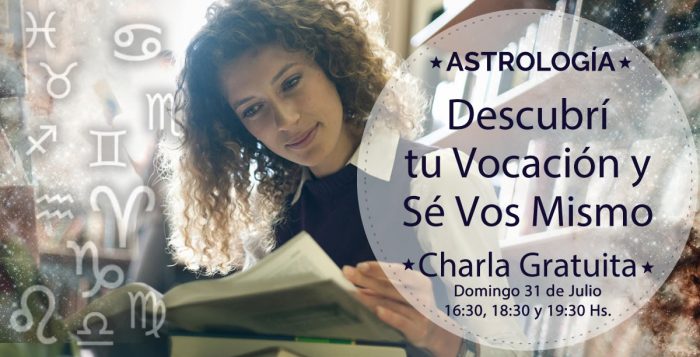 ★ASTROLOGÍA★
Descubrí
tu Vocación y
Sé Vos Mismo
★Charla Gratuita★
Domingo 31 de Julio
16:30, 18:30 y 19:30 Hs.